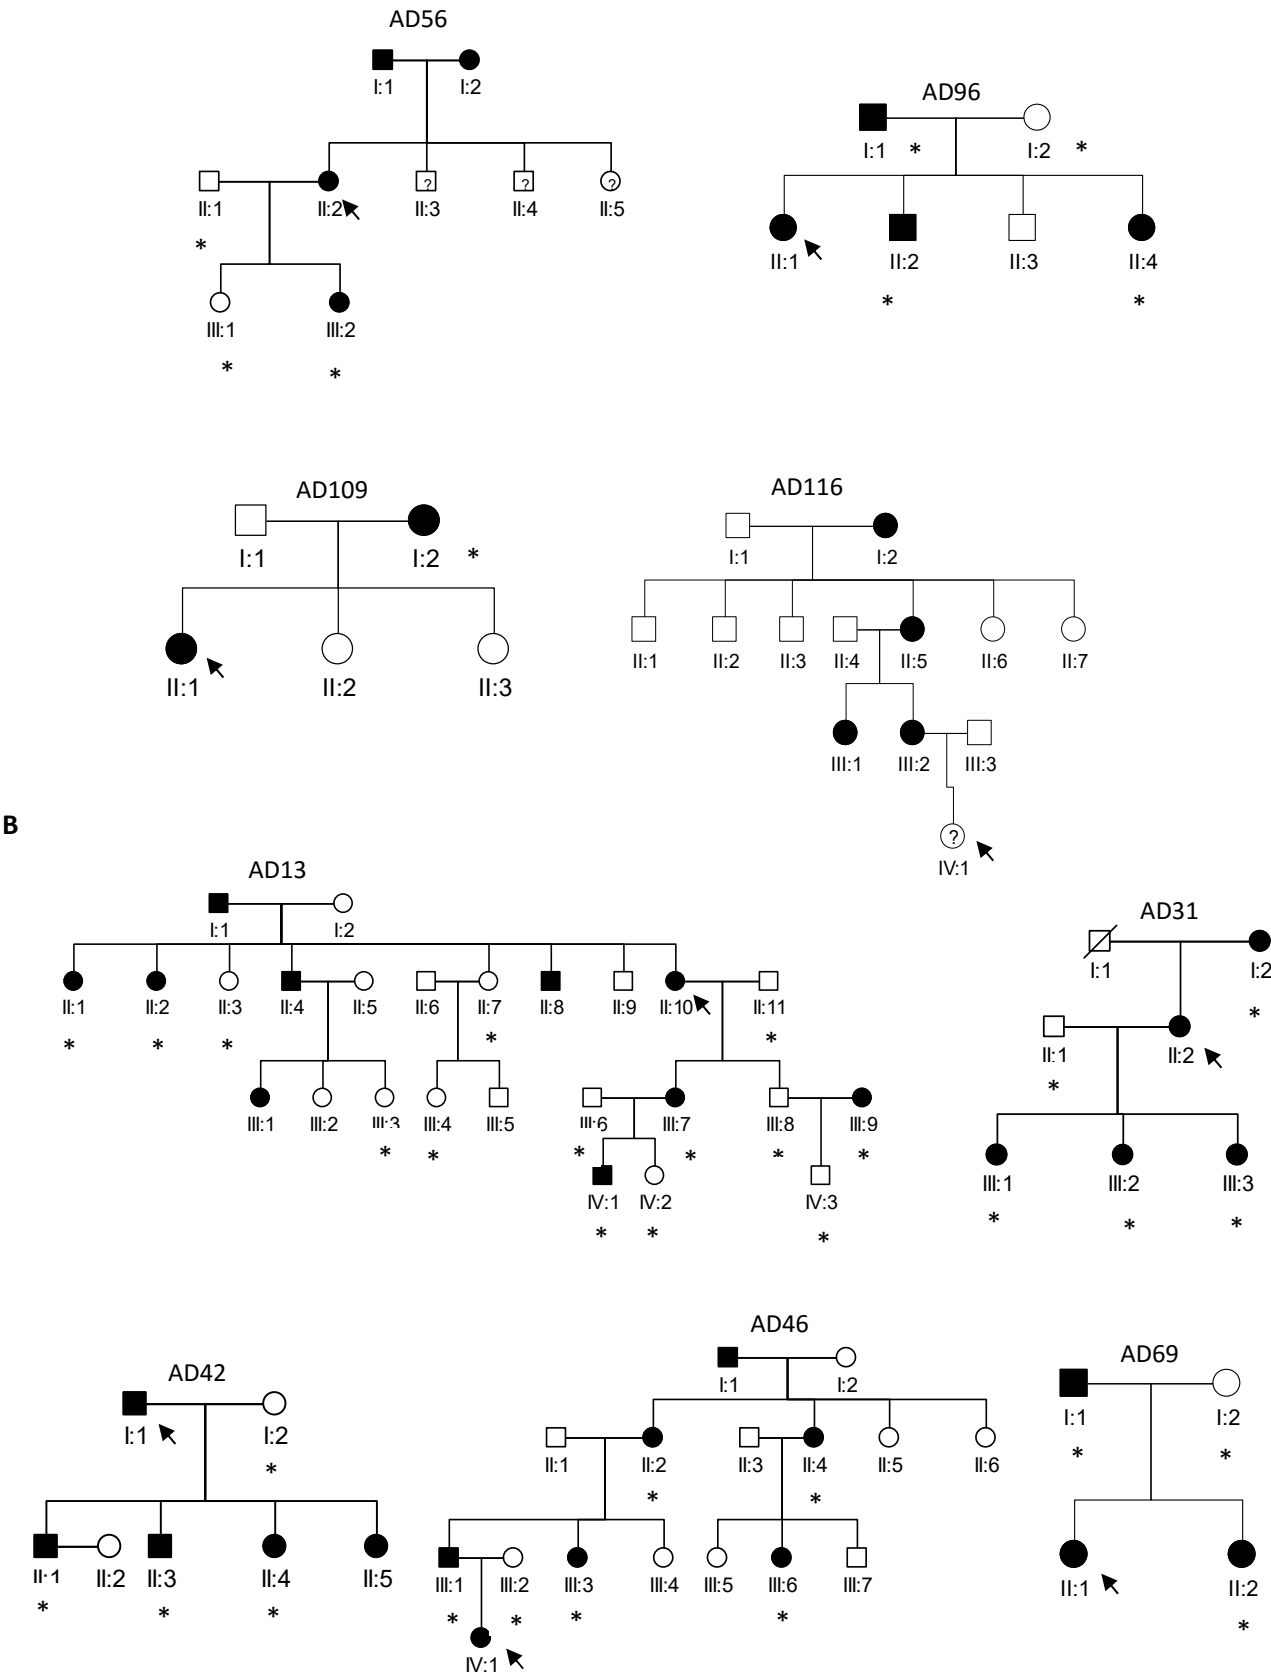 AD56
I:1 I:2
II:1 II:2 ? II:3 ? II:4 ? II:5
*
III:1 III:2
* *
AD96
I:1 * I:2 *
II:1 II:2 II:3 II:4
* *
AD109
I:1 I:2 *
II:1 II:2 II:3
AD116
I:1 I:2
II:1 II:2 II:3 II:4 II:5 II:6 II:7
III:1 III:2 III:3
?
IV:1
B
AD13
I:1 I:2
II:1 II:2 II:3 II:4 II:5 II:6 II:7 II:8 II:9 II:10 II:11
* * * * *
III:1 III:2 III:3 III:4 III:5 III:6 III:7 III:8 III:9
* * * * * *
IV:1 IV:2 IV:3
* * *
AD31
I:1 I:2
*
II:1 II:2
*
III:1 III:2 III:3
* * *
AD42
I:1 I:2
*
II:1 II:2 II:3 II:4 II:5
* * *
AD46
I:1 I:2
II:1 II:2 II:3 II:4 II:5 II:6
* *
III:1 III:2 III:3 III:4 III:5 III:6 III:7
* * * *
IV:1
AD69
I:1 I:2
* *
II:1 II:2
*